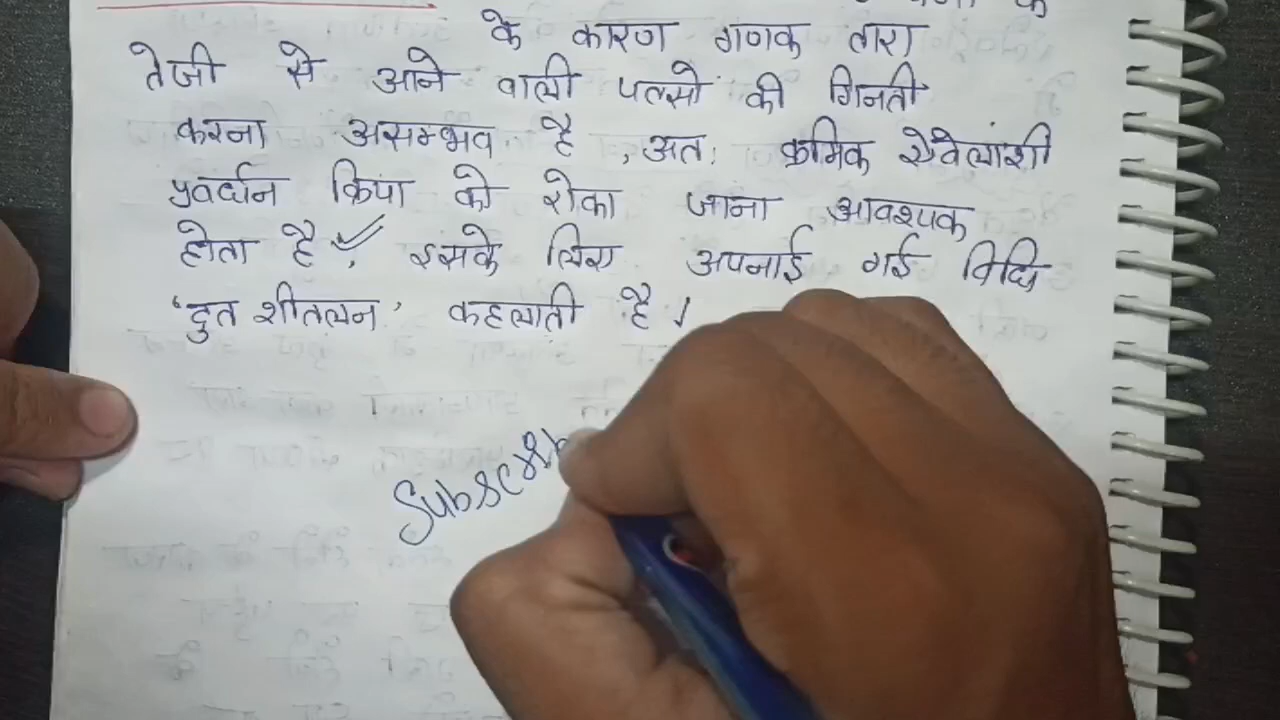 के
के कारण गणक द्वारा
तेजी से आने वाली पल्सो की गिनती
करना असम्भव है , अत: क्रमिक ऐवेलांशी
प्रवर्धन क्रिया को रोका जाना आवश्यक
होता है, इसके लिए अपनाई गई विधि
‘द्रुत शीतलन’ कहलाती है ।
Subscrib